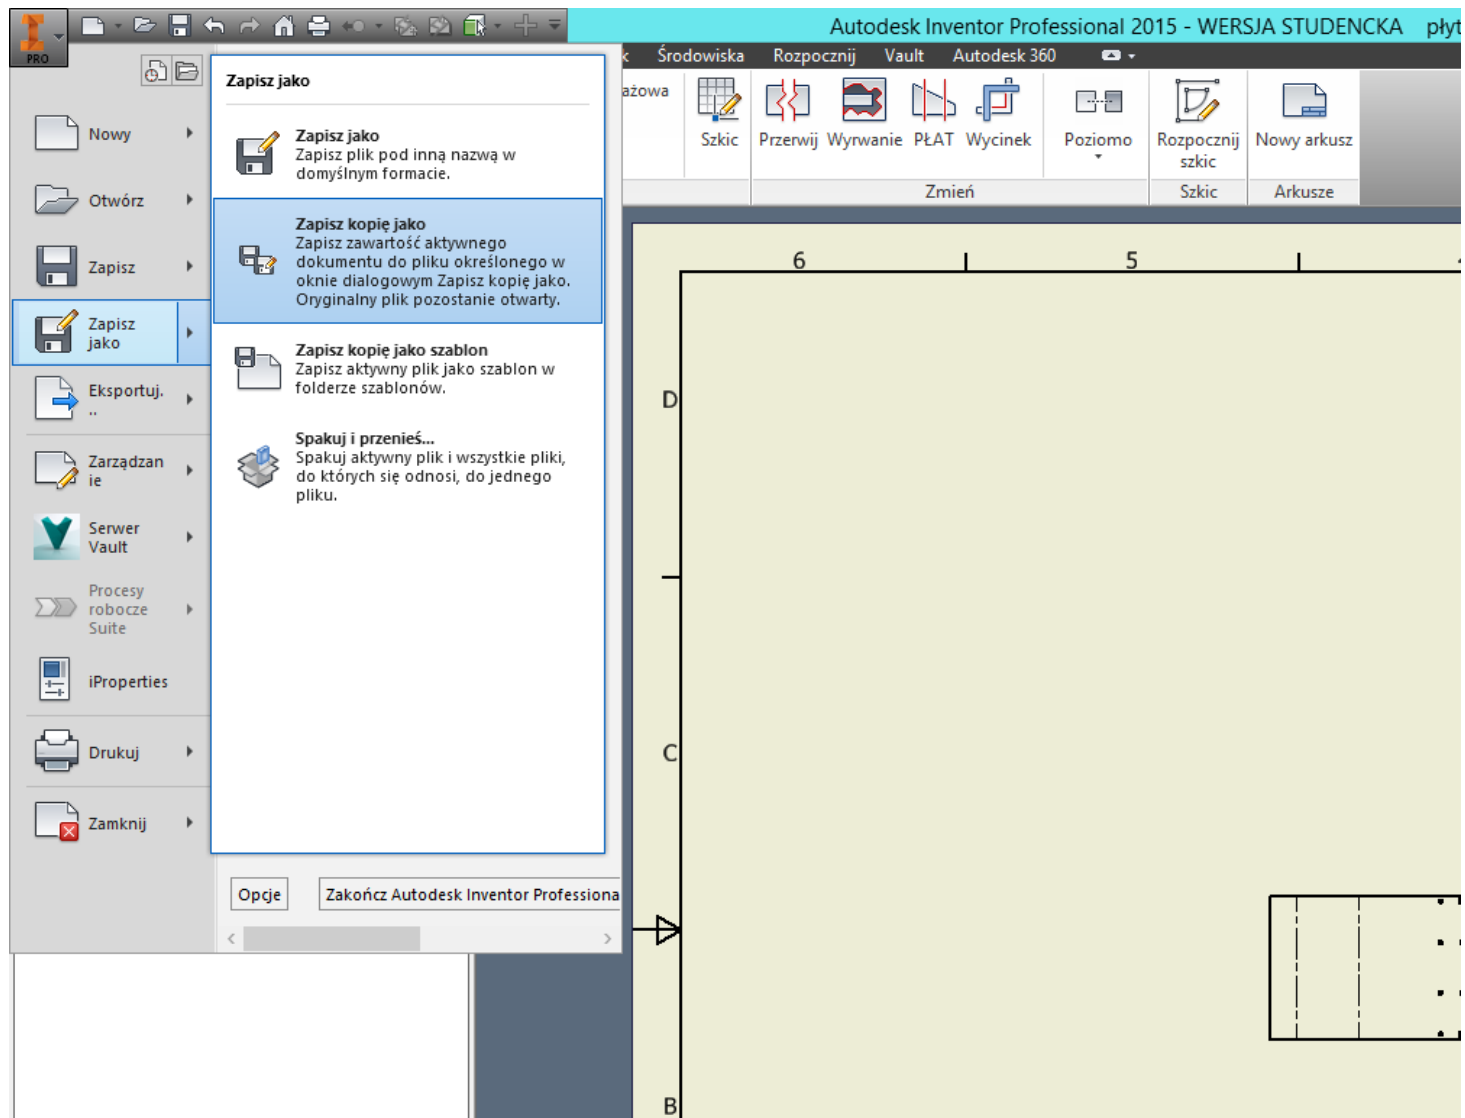 Autodesk Inventor Professional 2015 - WERSJA STUDENCKA płyt
PRO
k Środowiska Rozpocznij Vault Autodesk 360
ażowa
Szkic
Przerwij Wyrwanie PŁAT Wycinek
Poziomo
Rozpocznij
szkic
Nowy arkusz
Zmień
Szkic
Arkusze
Nowy
Otwórz
Zapisz
Zapisz
jako
Eksportuj.
..
Zarządzan
ie
Serwer
Vault
Procesy
robocze
Suite
iProperties
Drukuj
Zamknij
Zapisz jako
Zapisz jako
Zapisz plik pod inną nazwą w
domyślnym formacie.
Zapisz kopię jako
Zapisz zawartość aktywnego
dokumentu do pliku określonego w
oknie dialogowym Zapisz kopię jako.
Oryginalny plik pozostanie otwarty.
Zapisz kopię jako szablon
Zapisz aktywny plik jako szablon w
folderze szablonów.
Spakuj i przenieś...
Spakuj aktywny plik i wszystkie pliki,
do których się odnosi, do jednego
pliku.
Opcje
Zakończ Autodesk Inventor Professiona
6
5
D
C
B